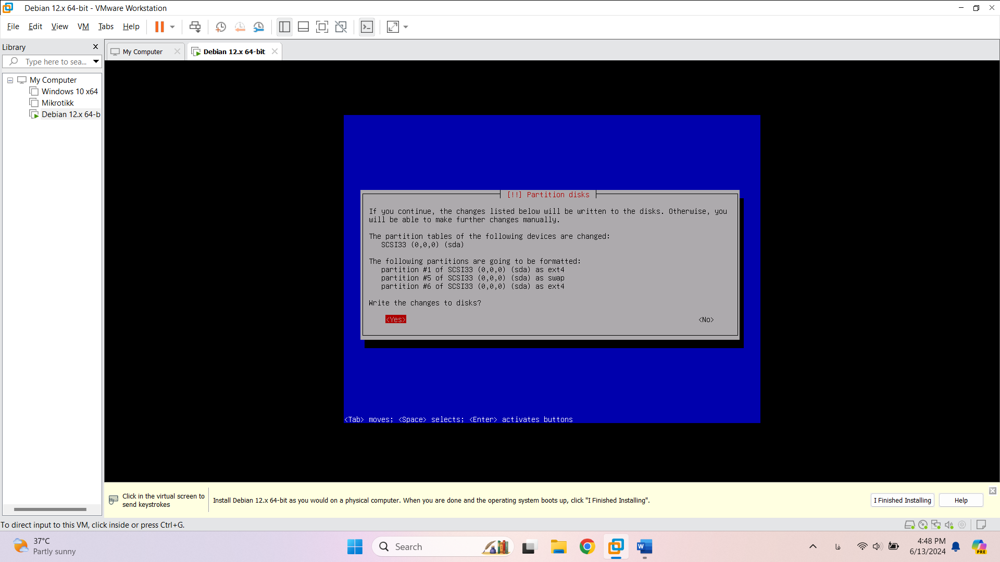 Debian 12.x 64-bit - VMware Workstation
File Edit View VM Tabs Help
Library
My Computer
Debian 12.x 64-bit
Type here to sea...
My Computer
Windows 10 x64
Mikrotikk
Debian 12.x 64-b
[!!] Partition disks
If you continue, the changes listed below will be written to the disks. Otherwise, you
will be able to make further changes manually.
The partition tables of the following devices are changed:
SCSI33 (0,0,0) (sda)
The following partitions are going to be formatted:
partition #1 of SCSI33 (0,0,0) (sda) as ext4
partition #5 of SCSI33 (0,0,0) (sda) as swap
partition #6 of SCSI33 (0,0,0) (sda) as ext4
Write the changes to disks?
<Yes> <No>
<Tab> moves; <Space> selects; <Enter> activates buttons
Click in the virtual screen to
send keystrokes
Install Debian 12.x 64-bit as you would on a physical computer. When you are done and the operating system boots up, click "I Finished Installing".
I Finished Installing
Help
To direct input to this VM, click inside or press Ctrl+G.
37°C
Partly sunny
Search
W
فا
4:48 PM
6/13/2024
PRE